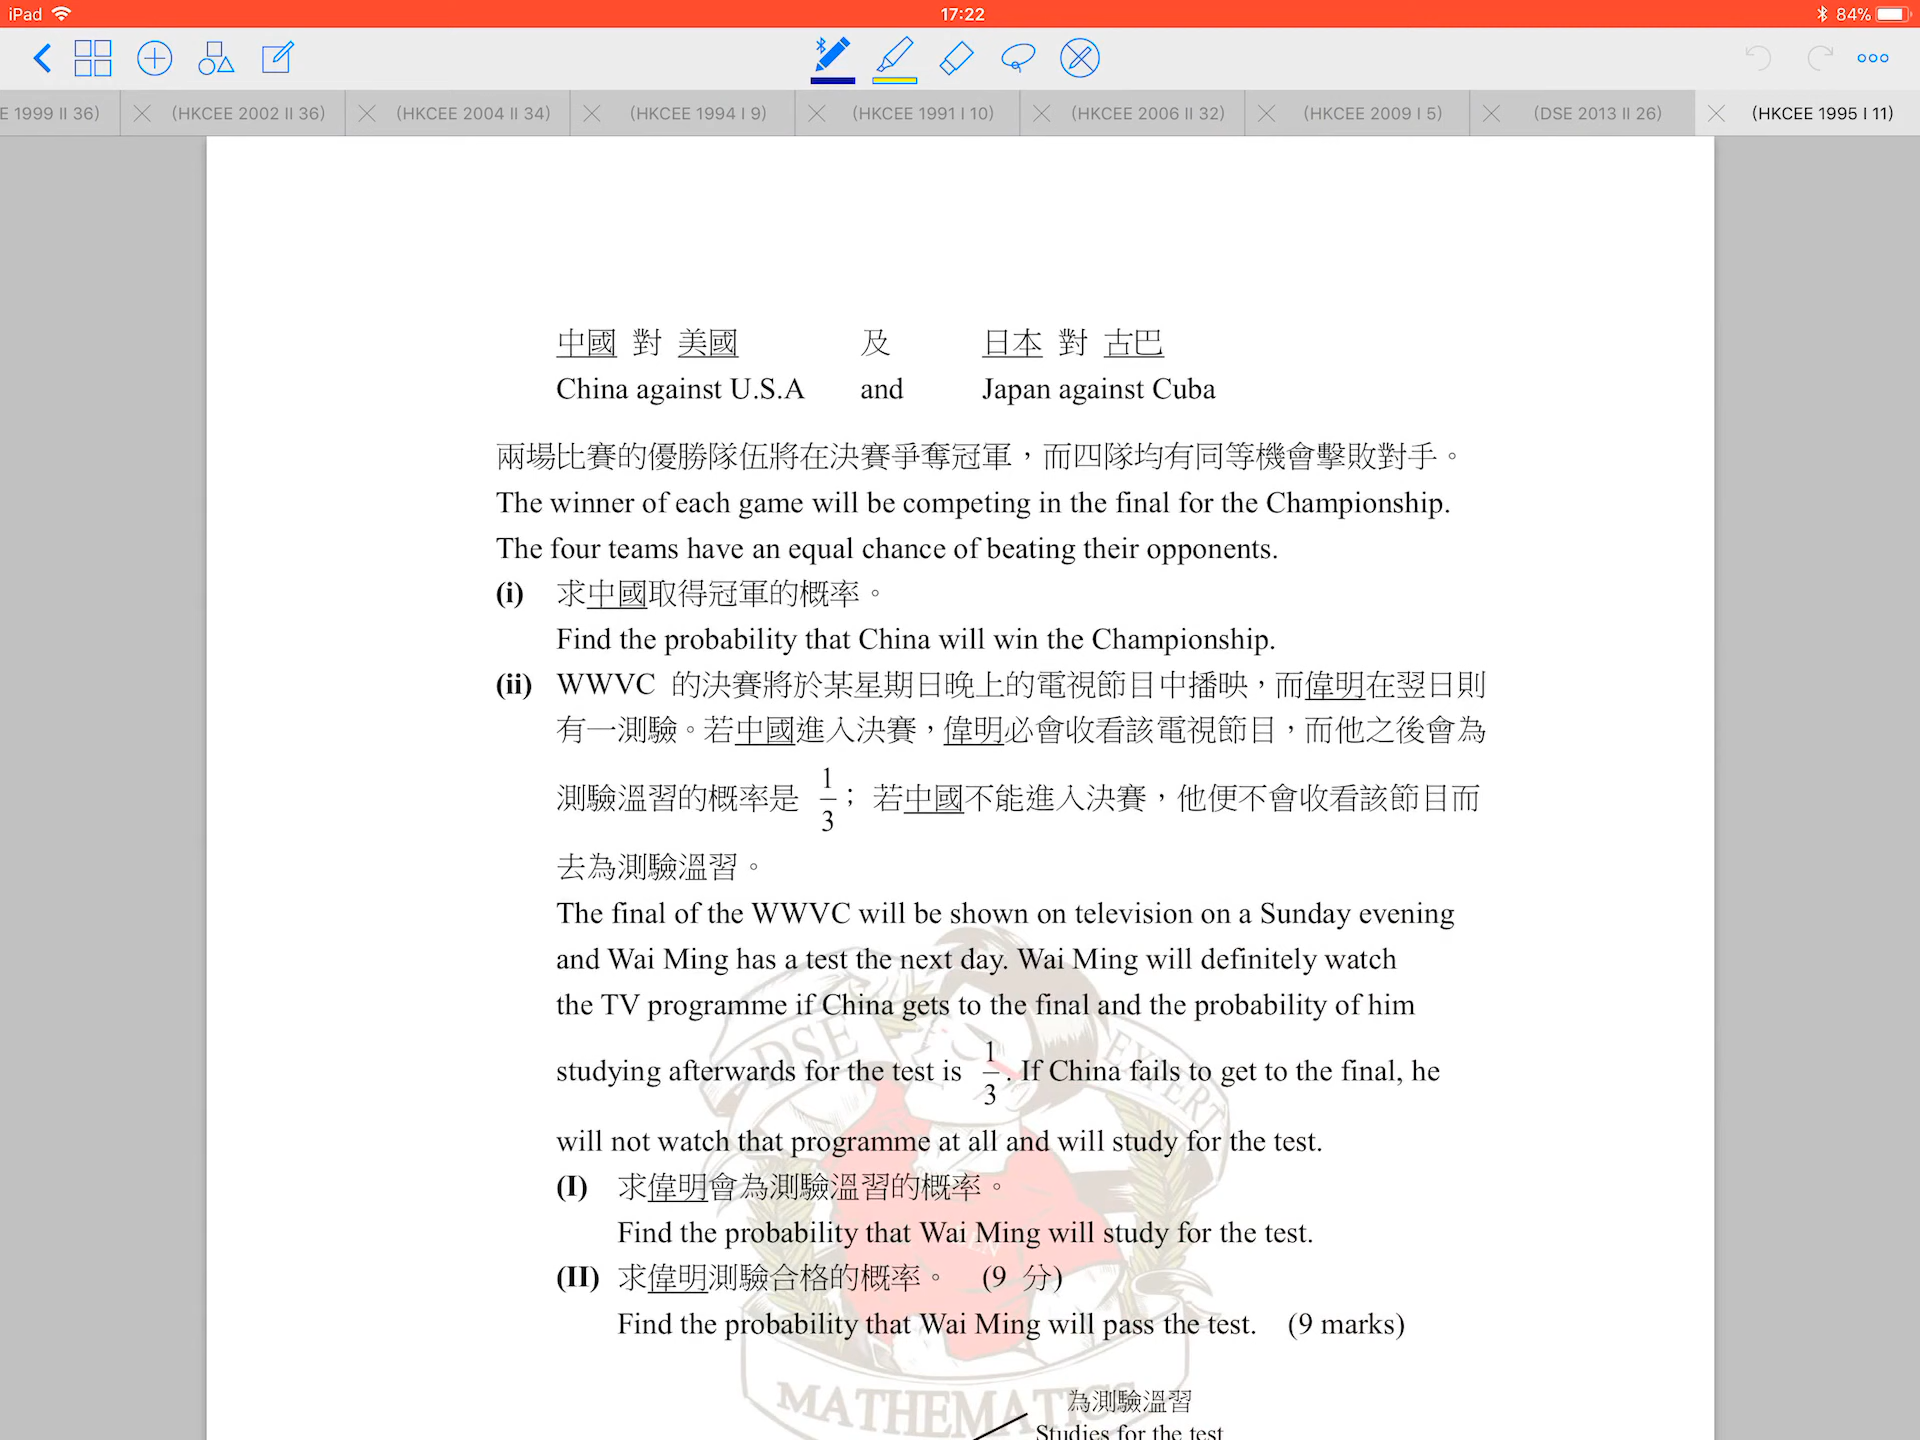 iPad 17:22 84%
E 1999 II 36) (HKCEE 2002 II 36) (HKCEE 2004 II 34) (HKCEE 1994 I 9) (HKCEE 1991 I 10) (HKCEE 2006 II 32) (HKCEE 2009 I 5) (DSE 2013 II 26) (HKCEE 1995 I 11)
中國 對 美國 及 日本 對 古巴
China against U.S.A and Japan against Cuba
兩場比賽的優勝隊伍將在決賽爭奪冠軍，而四隊均有同等機會擊敗對手。
The winner of each game will be competing in the final for the Championship.
The four teams have an equal chance of beating their opponents.
(i) 求中國取得冠軍的概率。
Find the probability that China will win the Championship.
(ii) WWVC 的決賽將於某星期日晚上的電視節目中播映，而偉明在翌日則
有一測驗。若中國進入決賽，偉明必會收看該電視節目，而他之後會為
測驗溫習的概率是 1/3；若中國不能進入決賽，他便不會收看該節目而
去為測驗溫習。
The final of the WWVC will be shown on television on a Sunday evening
and Wai Ming has a test the next day. Wai Ming will definitely watch
the TV programme if China gets to the final and the probability of him
studying afterwards for the test is 1/3. If China fails to get to the final, he
will not watch that programme at all and will study for the test.
(I) 求偉明會為測驗溫習的概率。
Find the probability that Wai Ming will study for the test.
(II) 求偉明測驗合格的概率。 (9 分)
Find the probability that Wai Ming will pass the test. (9 marks)
DSE
EXPERT
MATHEMATICS
為測驗溫習
Studies for the test